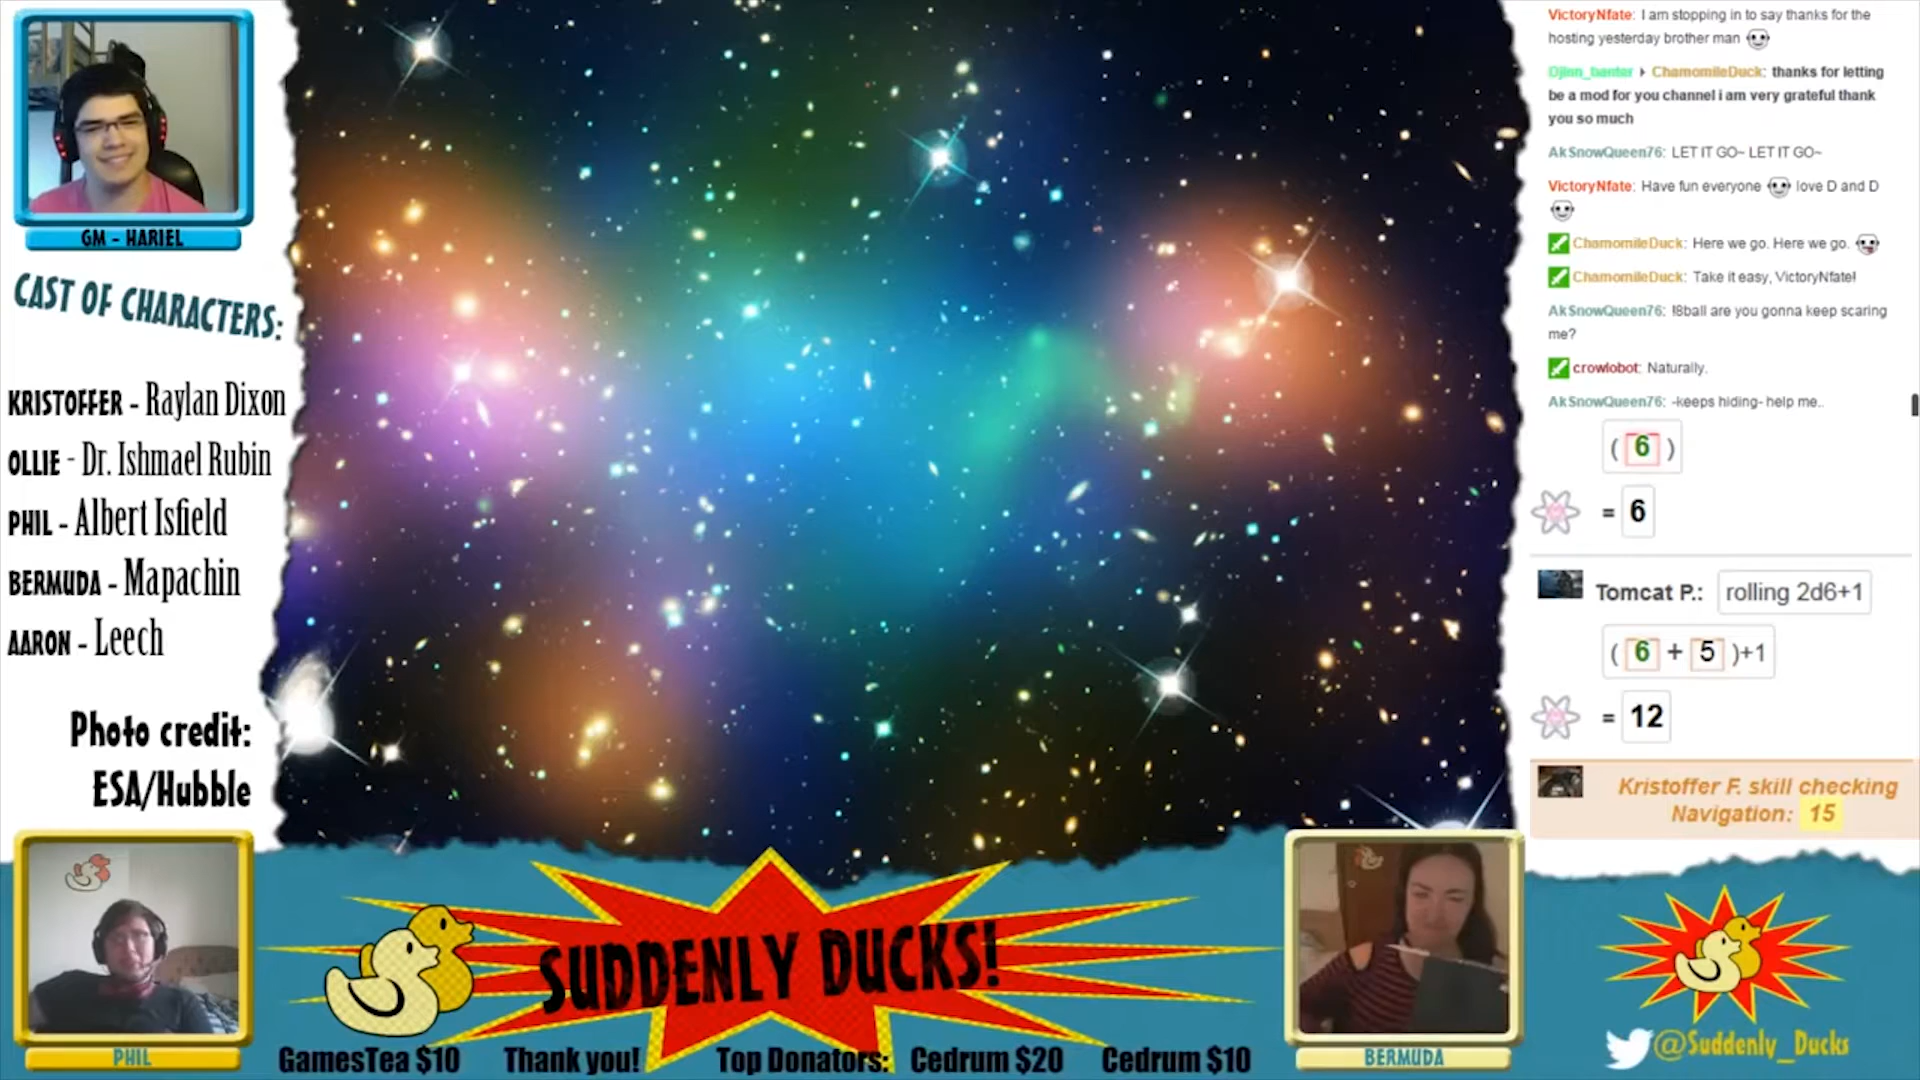 GM - HARIEL
CAST OF CHARACTERS:
KRISTOFFER - Raylan Dixon
OLLIE - Dr. Ishmael Rubin
PHIL - Albert Isfield
BERMUDA - Mapachin
AARON - Leech
Photo credit:
ESA/Hubble
VictoryNfate: I am stopping in to say thanks for the
hosting yesterday brother man
Ojinn_banter ChamomileDuck: thanks for letting
be a mod for you channel i am very grateful thank
you so much
AkSnowQueen76: LET IT GO~ LET IT GO~
VictoryNfate: Have fun everyone love D and D
ChamomileDuck: Here we go. Here we go.
ChamomileDuck: Take it easy, VictoryNfate!
AkSnowQueen76: !8ball are you gonna keep scaring
me?
crowlobot: Naturally.
AkSnowQueen76: -keeps hiding- help me..
( 6 )
= 6
Tomcat P.: rolling 2d6+1
( 6 + 5 )+1
= 12
Kristoffer F. skill checking
Navigation: 15
PHIL
SUDDENLY DUCKS!
GamesTea $10 Thank you! Top Donators: Cedrum $20 Cedrum $10
BERMUDA
@Suddenly_Ducks